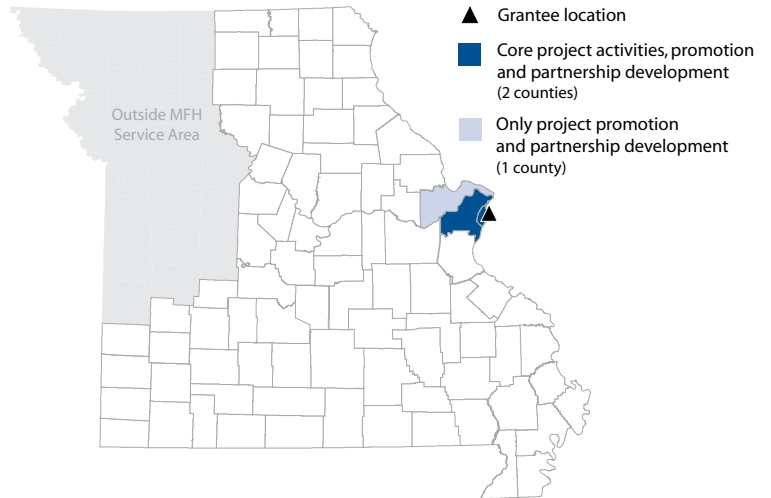 Grantee location
Core project activities, promotion
and partnership development
(2 counties)
Outside MFH
Service Area
Only project promotion
and partnership development
(1 county)